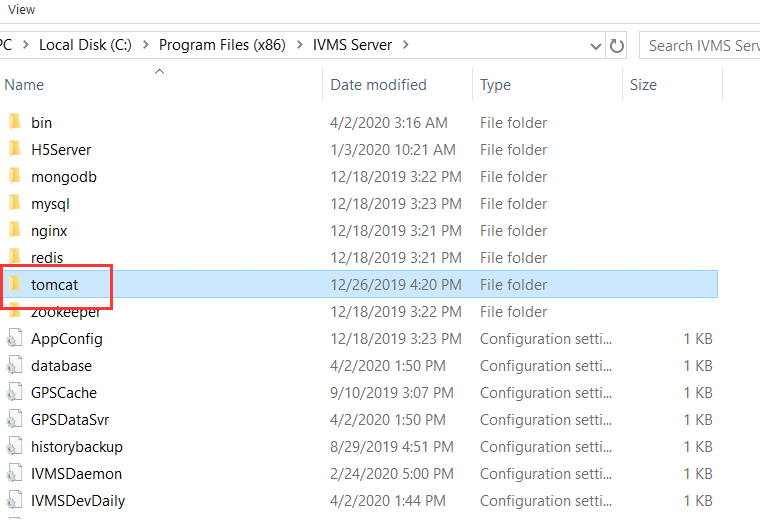 View
PC > Local Disk (C:) > Program Files (x86) > IVMS Server > Search IVMS Serv
Name Date modified Type Size
bin 4/2/2020 3:16 AM File folder
H5Server 1/3/2020 10:21 AM File folder
mongodb 12/18/2019 3:22 PM File folder
mysql 12/18/2019 3:23 PM File folder
nginx 12/18/2019 3:21 PM File folder
redis 12/18/2019 3:21 PM File folder
tomcat 12/26/2019 4:20 PM File folder
zookeeper 12/18/2019 3:22 PM File folder
AppConfig 12/18/2019 3:23 PM Configuration setti... 1 KB
database 4/2/2020 1:50 PM Configuration setti... 1 KB
GPSCache 9/10/2019 3:07 PM Configuration setti... 1 KB
GPSDataSvr 4/2/2020 1:50 PM Configuration setti... 1 KB
historybackup 8/29/2019 4:51 PM Configuration setti... 1 KB
IVMSDaemon 2/24/2020 5:00 PM Configuration setti... 1 KB
IVMSDevDaily 4/2/2020 1:44 PM Configuration setti... 1 KB